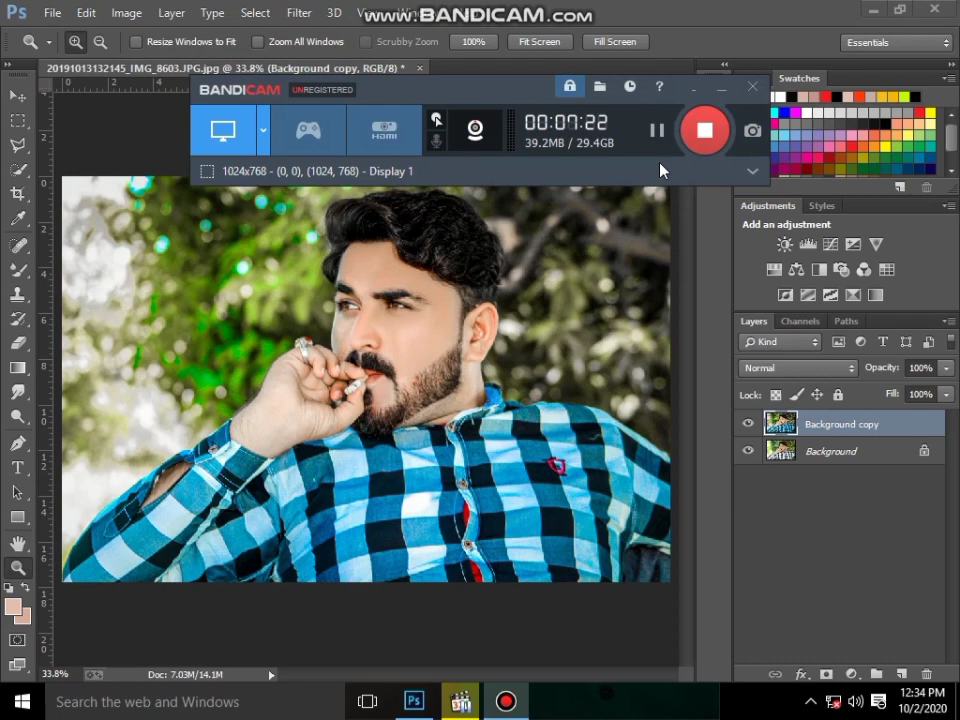 Ps File Edit Image Layer Type Select Filter 3D
www.BANDICAM.com
Resize Windows to Fit Zoom All Windows Scrubby Zoom 100% Fit Screen Fill Screen Essentials
20191013132145_IMG_8603.JPG.jpg @ 33.8% (Background copy, RGB/8) *
BANDICAM UNREGISTERED
HDMI
00:07:22
39.2MB / 29.4GB
1024x768 - (0, 0), (1024, 768) - Display 1
Swatches
Adjustments Styles
Add an adjustment
Layers Channels Paths
Kind
Normal Opacity: 100%
Lock: Fill: 100%
Background copy
Background
33.8% Doc: 7.03M/14.1M
Search the web and Windows
Ps
12:34 PM
10/2/2020